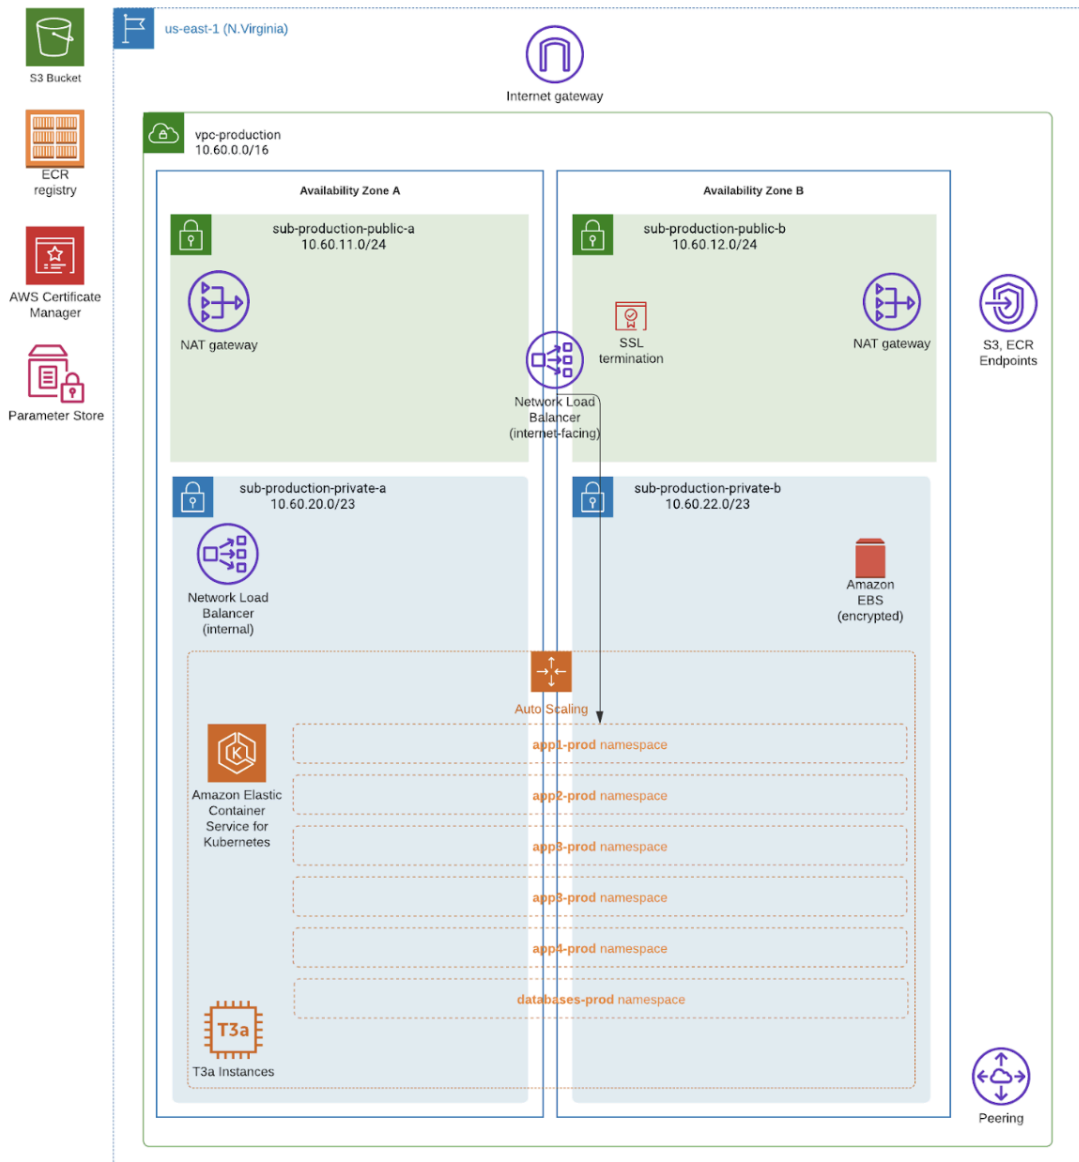 S3 Bucket
ECR
registry
AWS Certificate
Manager
Parameter Store
us-east-1 (N.Virginia)
Internet gateway
vpc-production
10.60.0.0/16
Availability Zone A
sub-production-public-a
10.60.11.0/24
NAT gateway
Availability Zone B
sub-production-public-b
10.60.12.0/24
SSL
termination
NAT gateway
Network Load
Balancer
(internet-facing)
S3, ECR
Endpoints
sub-production-private-a
10.60.20.0/23
Network Load
Balancer
(internal)
sub-production-private-b
10.60.22.0/23
Amazon
EBS
(encrypted)
Auto Scaling
Amazon Elastic
Container
Service for
Kubernetes
K
app1-prod namespace
app2-prod namespace
app3-prod namespace
app3-prod namespace
app4-prod namespace
databases-prod namespace
T3a
T3a Instances
Peering